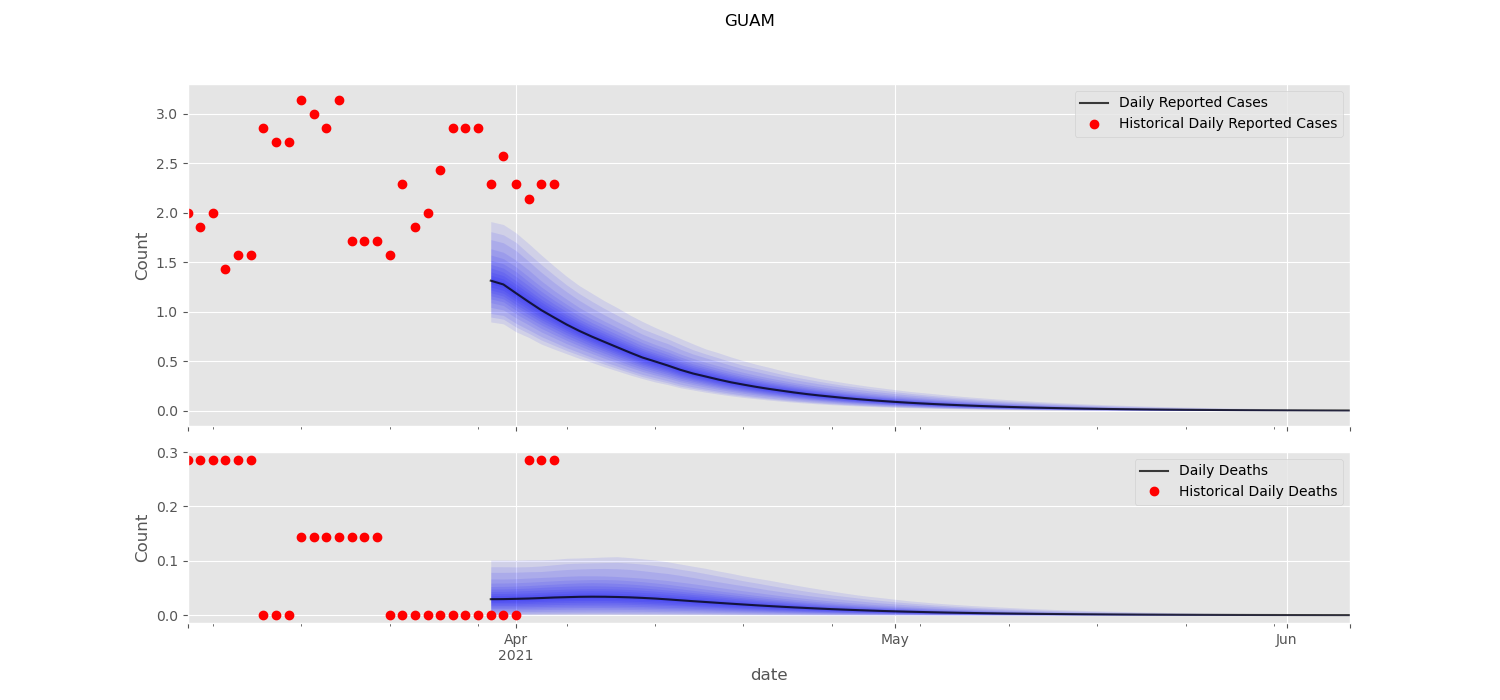 GUAM
Daily Reported Cases
Historical Daily Reported Cases
3.0
2.5
2.0
1.5
1.0
0.5
0.0
Count
Daily Deaths
Historical Daily Deaths
0.3
0.2
0.1
0.0
Count
Apr
2021
May
Jun
date